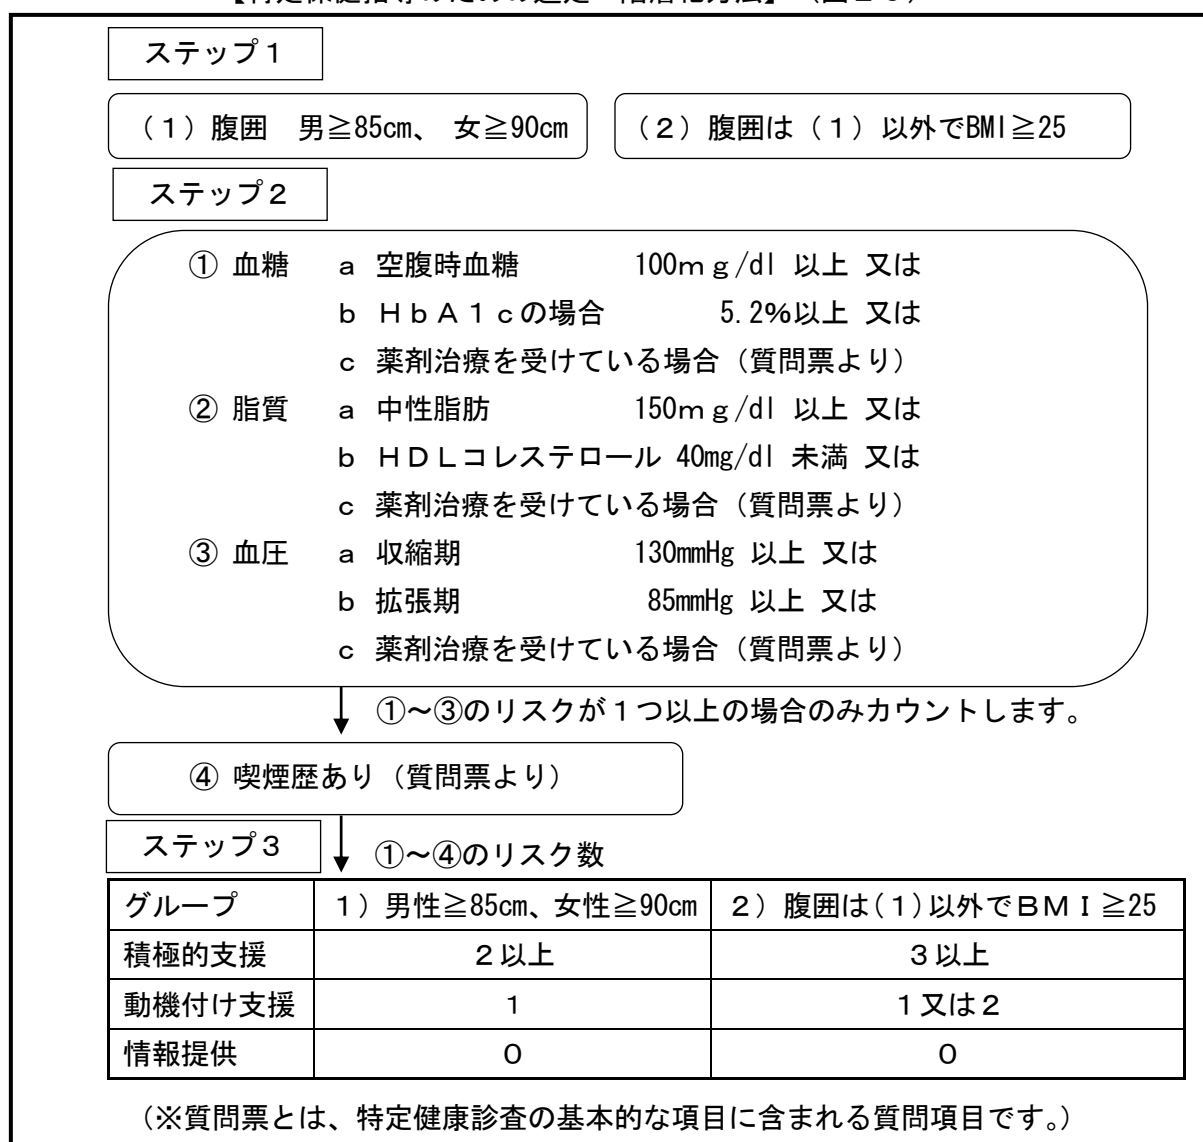 ステップ１
（１）腹囲　男≧85cm、 女≧90cm　（２）腹囲は（１）以外でBMI≧25
ステップ２
① 血糖　ａ 空腹時血糖　100ｍｇ/dl 以上 又は
ｂ ＨｂＡ１ｃの場合　5.2%以上 又は
ｃ 薬剤治療を受けている場合（質問票より）
② 脂質　ａ 中性脂肪　150ｍｇ/dl 以上 又は
ｂ ＨＤＬコレステロール 40mg/dl 未満 又は
ｃ 薬剤治療を受けている場合（質問票より）
③ 血圧　ａ 収縮期　130mmHg 以上 又は
ｂ 拡張期　85mmHg 以上 又は
ｃ 薬剤治療を受けている場合（質問票より）
①～③のリスクが１つ以上の場合のみカウントします。
④ 喫煙歴あり（質問票より）
ステップ３　①～④のリスク数
グループ　１）男性≧85cm、女性≧90cm　２）腹囲は(１)以外でＢＭＩ≧25
積極的支援　２以上　３以上
動機付け支援　１　１又は２
情報提供　０　０
（※質問票とは、特定健康診査の基本的な項目に含まれる質問項目です。）